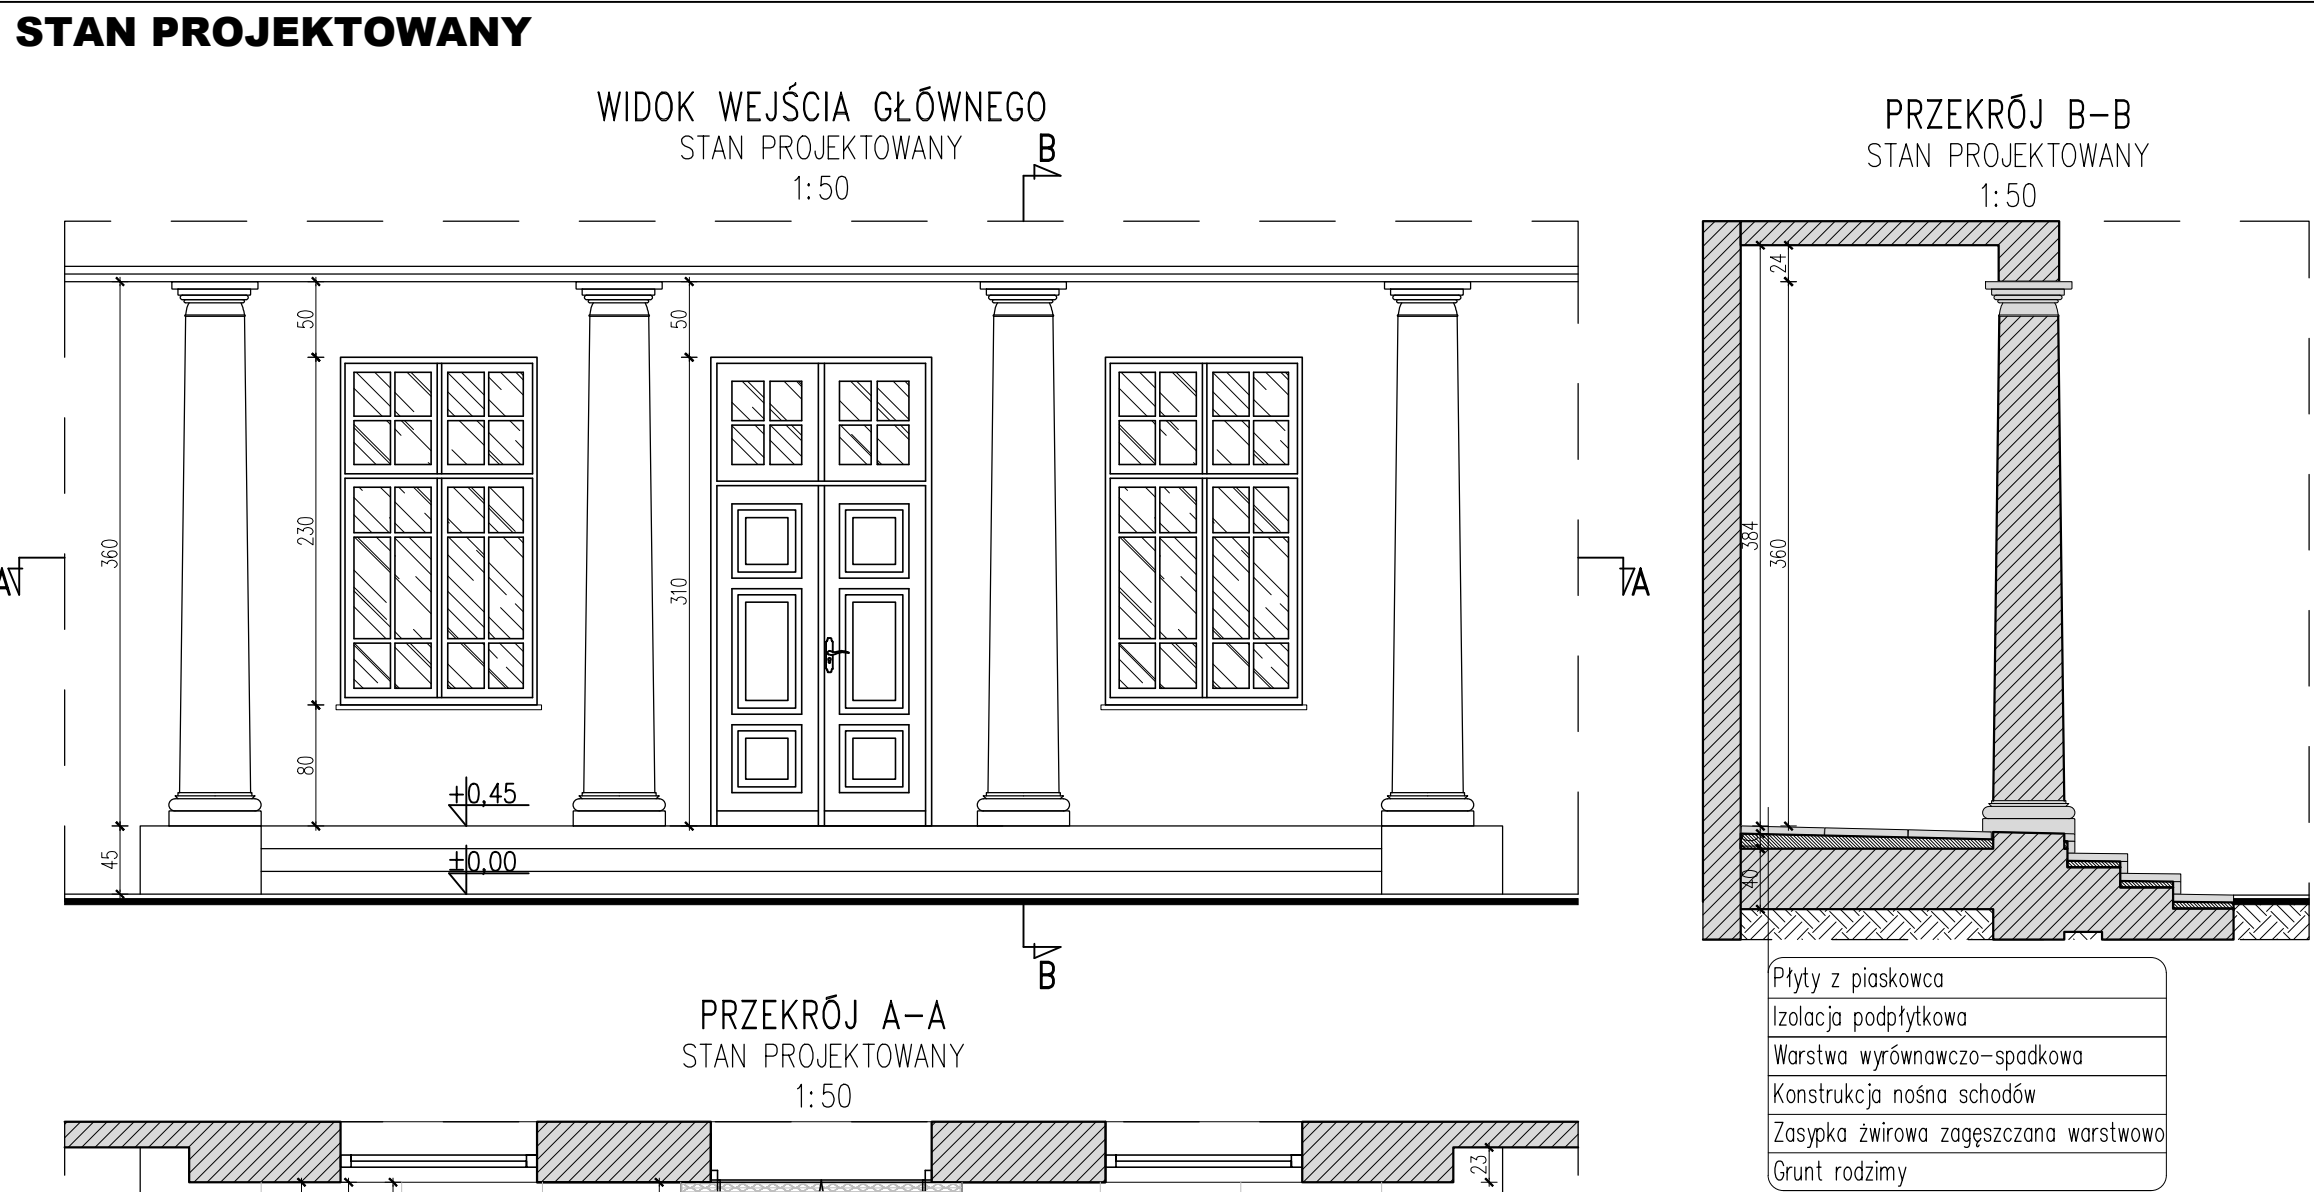 STAN PROJEKTOWANY
WIDOK WEJŚCIA GŁÓWNEGO
STAN PROJEKTOWANY
1:50
B
PRZEKRÓJ B-B
STAN PROJEKTOWANY
1:50
50
50
24
230
360
310
384
360
A
A
80
+0,45
45
±0,00
40
B
PRZEKRÓJ A-A
STAN PROJEKTOWANY
1:50
Płyty z piaskowca
Izolacja podpłytkowa
Warstwa wyrównawczo-spadkowa
Konstrukcja nośna schodów
Zasypka żwirowa zagęszczana warstwowo
Grunt rodzimy
23